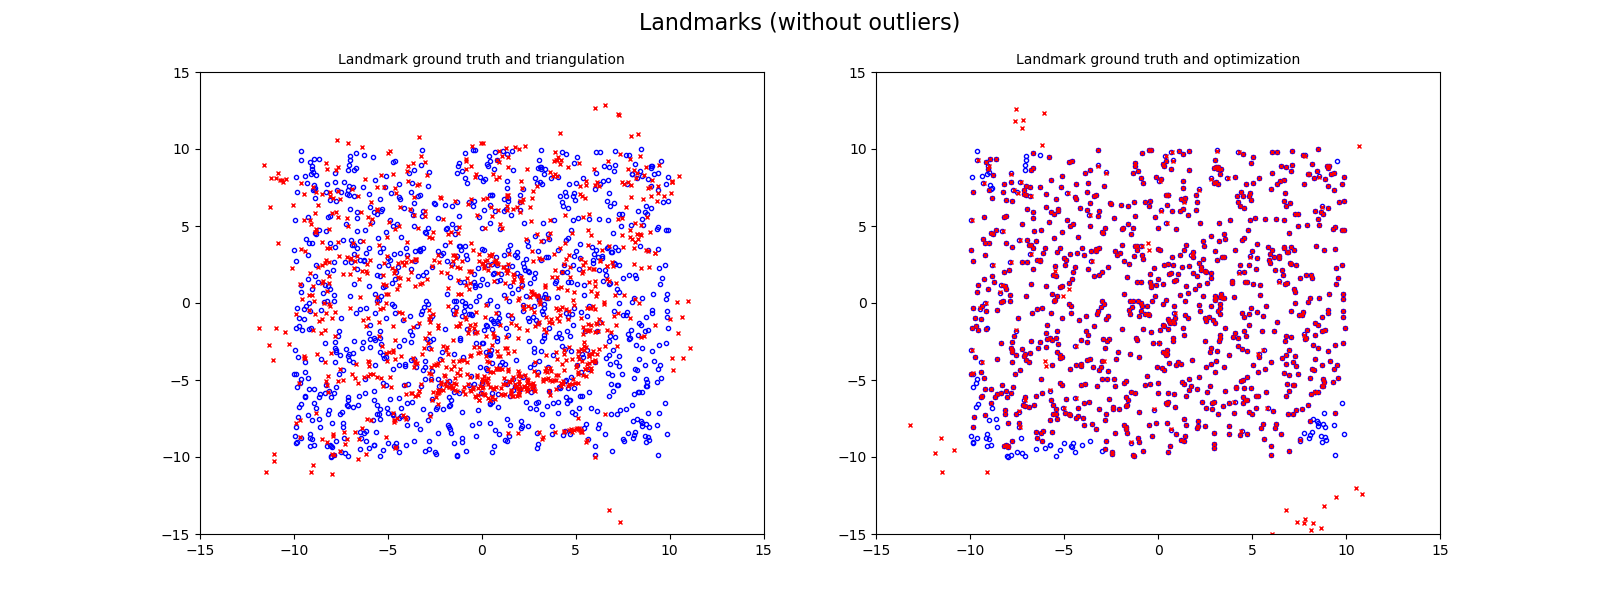 Landmarks (without outliers)
Landmark ground truth and triangulation
15
10
5
0
−5
−10
−15
−15 −10 −5 0 5 10 15
Landmark ground truth and optimization
15
10
5
0
−5
−10
−15
−15 −10 −5 0 5 10 15